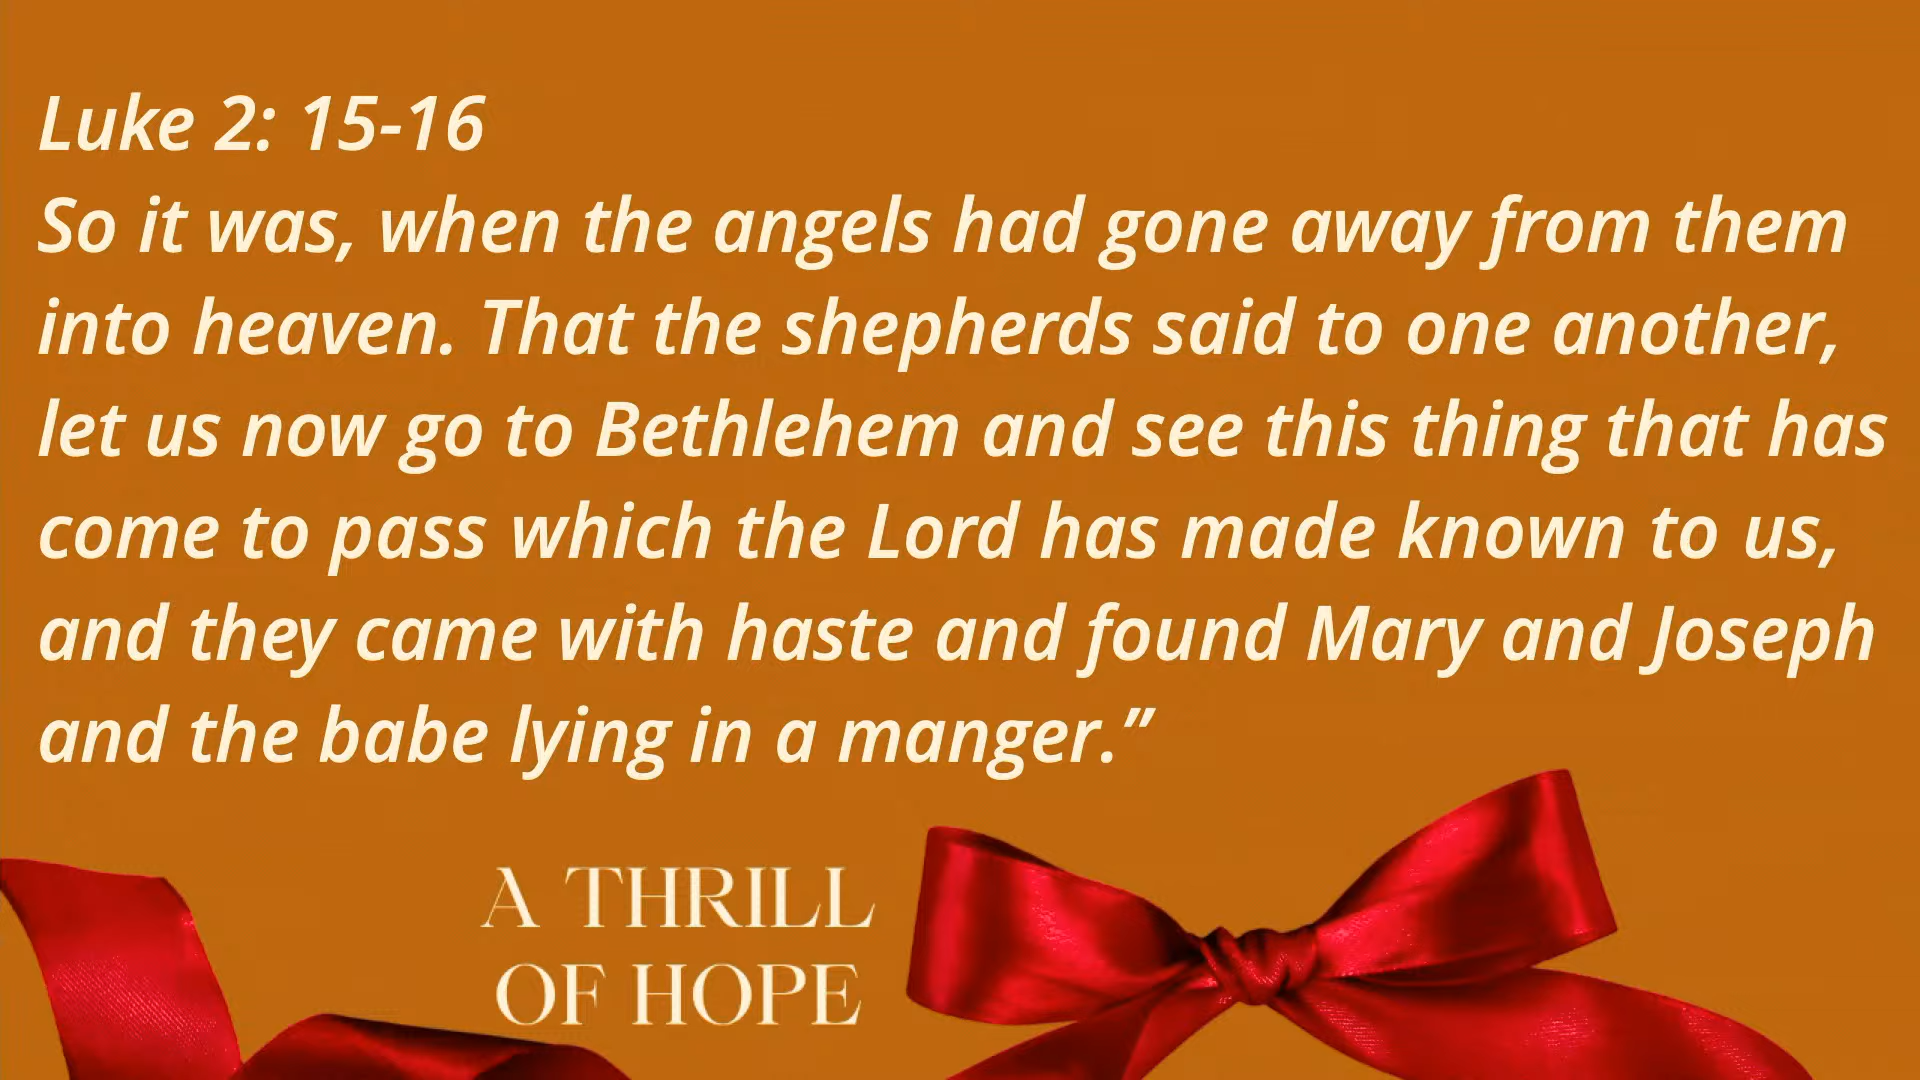 Luke 2: 15-16
So it was, when the angels had gone away from them
into heaven. That the shepherds said to one another,
let us now go to Bethlehem and see this thing that has
come to pass which the Lord has made known to us,
and they came with haste and found Mary and Joseph
and the babe lying in a manger.”
A THRILL
OF HOPE